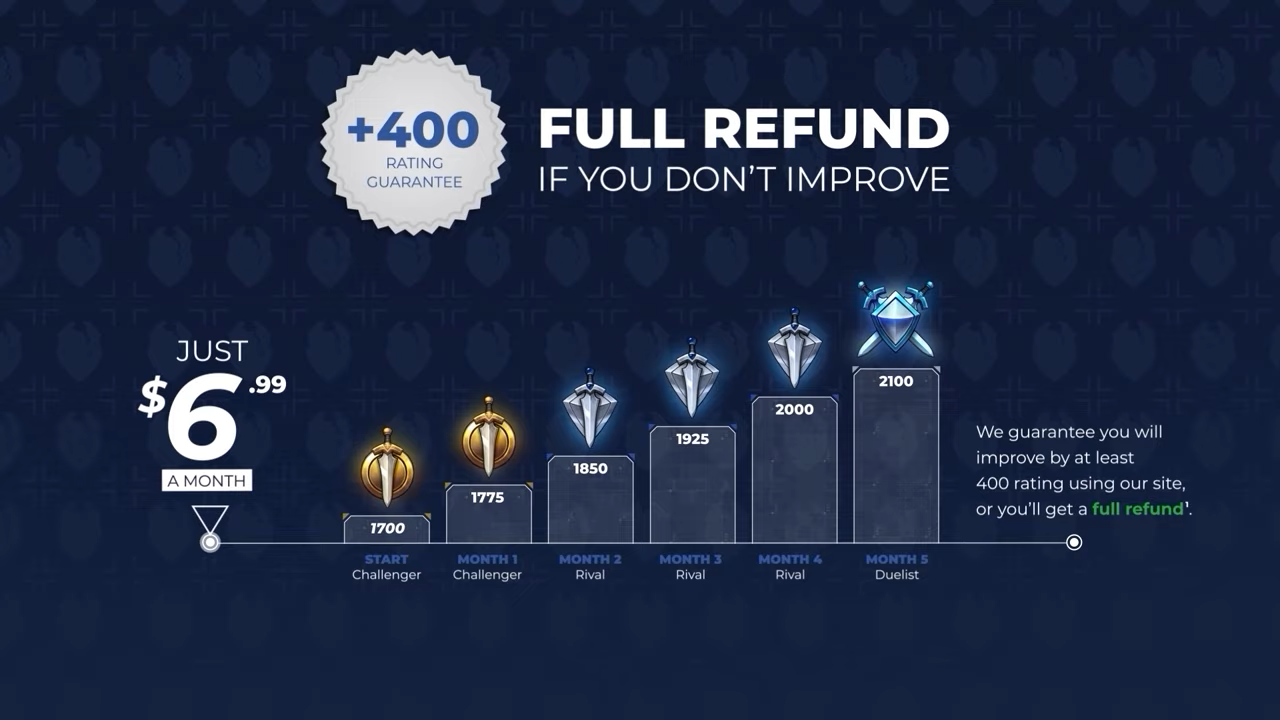 +400
RATING
GUARANTEE
FULL REFUND
IF YOU DON'T IMPROVE
JUST
$6.99
A MONTH
1700
1775
1850
1925
2000
2100
START
Challenger
MONTH 1
Challenger
MONTH 2
Rival
MONTH 3
Rival
MONTH 4
Rival
MONTH 5
Duelist
We guarantee you will
improve by at least
400 rating using our site,
or you'll get a full refund¹.